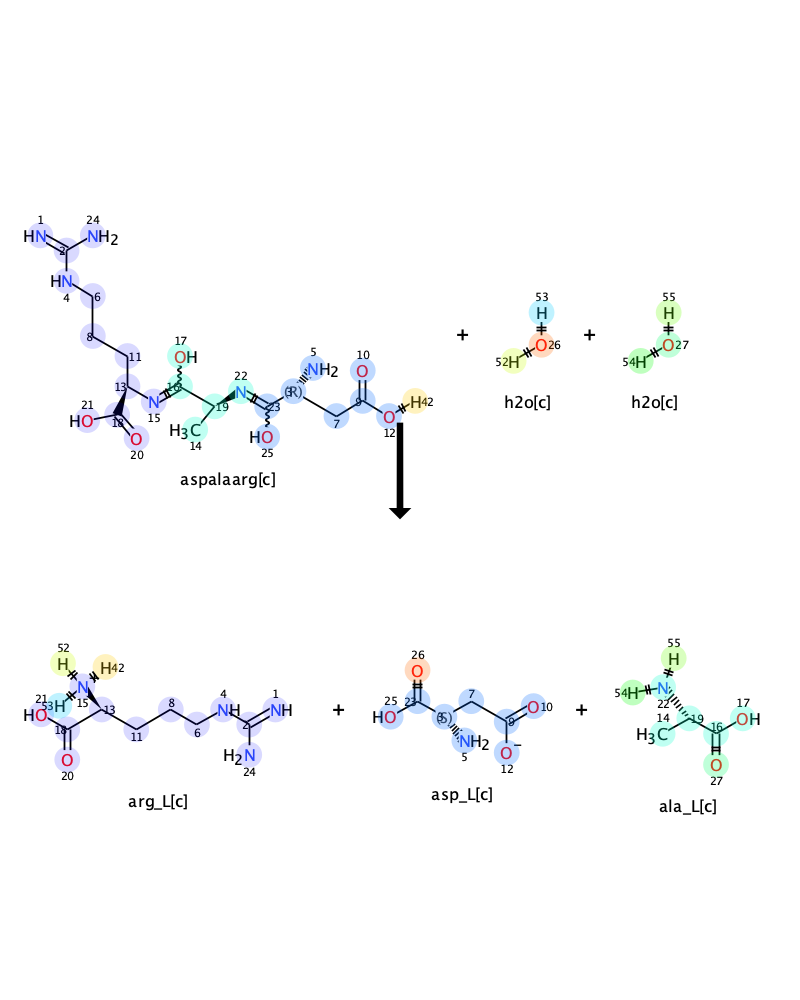 1 24
HN NH2
2
HN 6
4
8
11 17
OH 5 10
13 16 22 NH2 O
21 N N (R) 9 H42
HO 18 15 19 23 O
O H3C HO 7 12
20 14 25
aspalaarg[c]
+
53
H
O26
52H
h2o[c]
+
55
H
O27
54H
h2o[c]
52
H H42
N
21 53H 15 13 8 4 1
HO NH NH
18 11 6 2
O H2N
20 24
arg_L[c]
+
26
O 7
25 23 O10
HO (S) 9
NH2 O−
5 12
asp_L[c]
+
55
H
54H N
22 17
14 19 16 OH
H3C
O
27
ala_L[c]